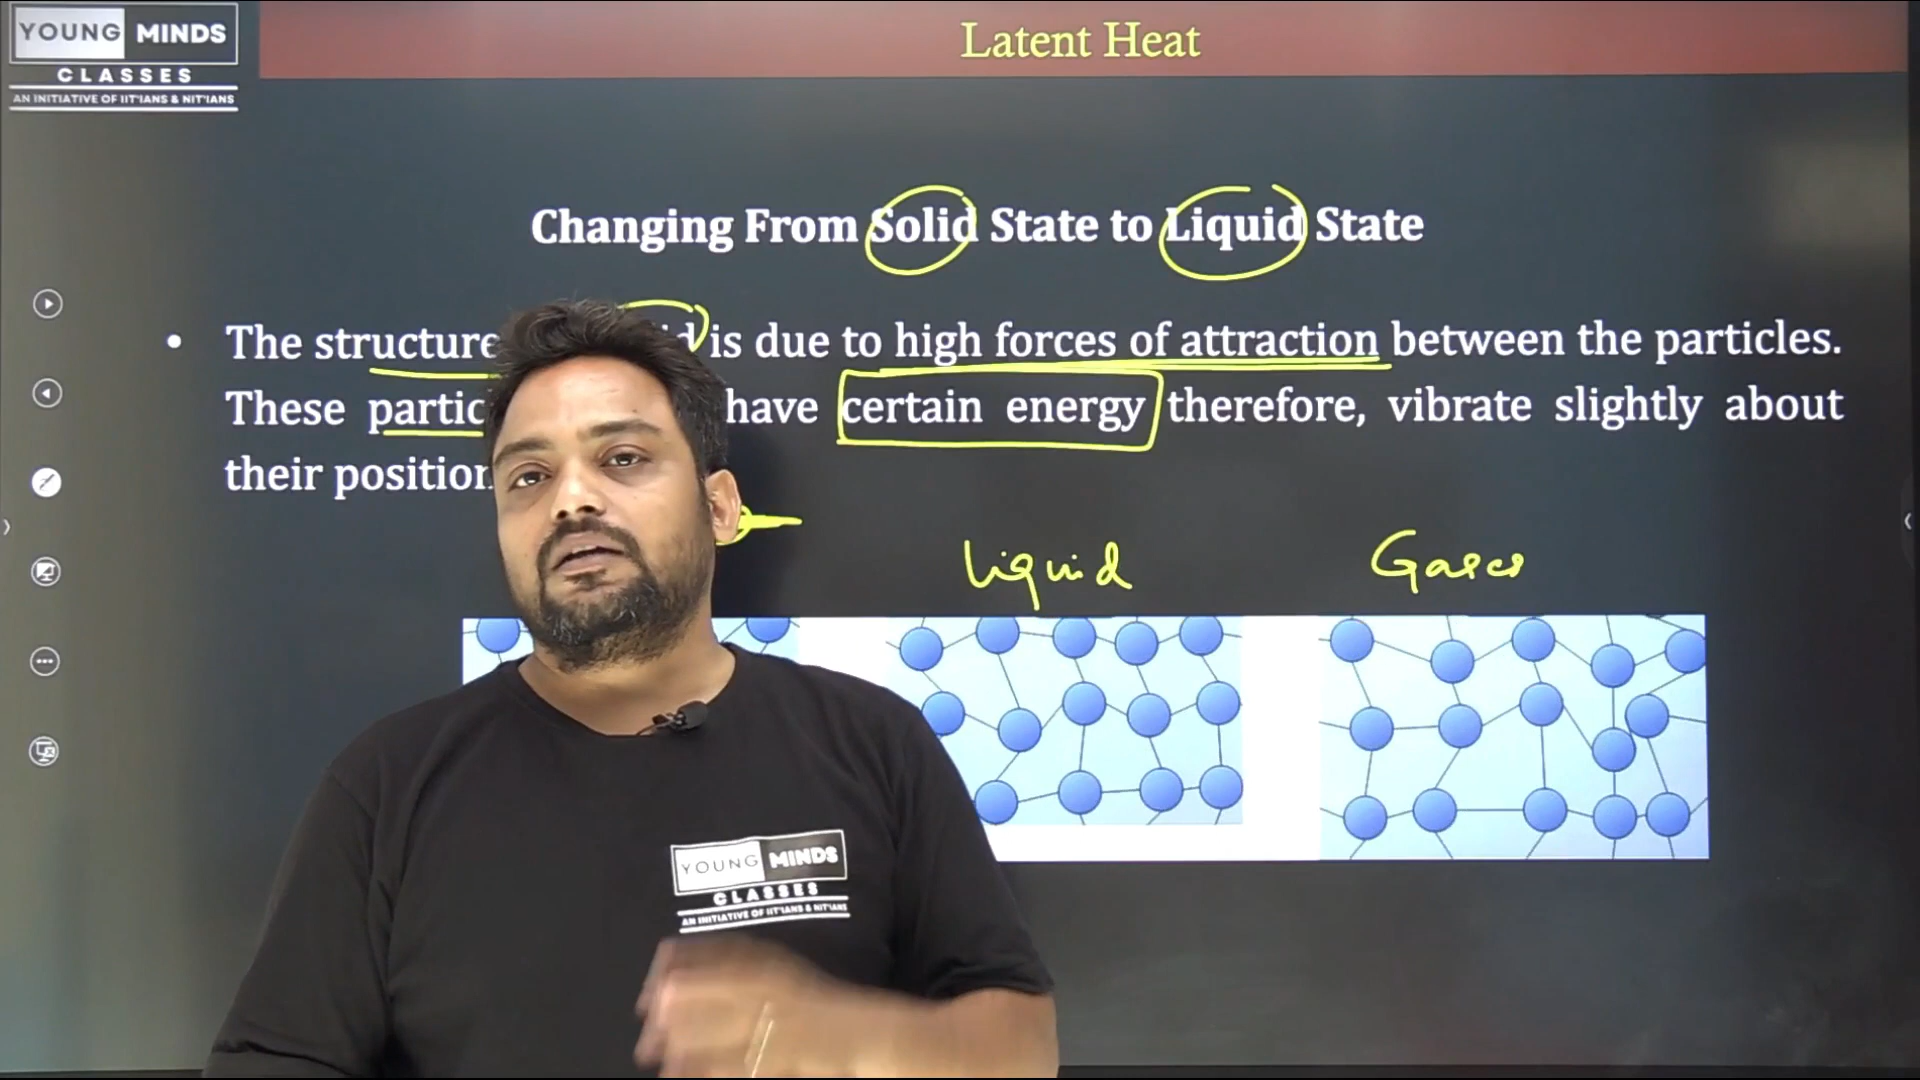 YOUNG MINDS
CLASSES
AN INITIATIVE OF IIT'IANS & NIT'IANS
Latent Heat
Changing From Solid State to Liquid State
• The structure is due to high forces of attraction between the particles.
These have certain energy therefore, vibrate slightly about
their
Liquid Gases
YOUNG MINDS
CLASSES
AN INITIATIVE OF IIT'IANS & NIT'IANS